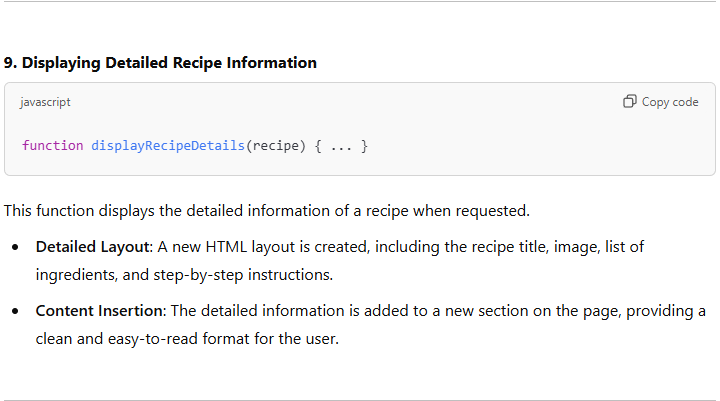 9. Displaying Detailed Recipe Information
javascript
Copy code
function displayRecipeDetails(recipe) { ... }
This function displays the detailed information of a recipe when requested.
Detailed Layout: A new HTML layout is created, including the recipe title, image, list of
ingredients, and step-by-step instructions.
Content Insertion: The detailed information is added to a new section on the page, providing a
clean and easy-to-read format for the user.